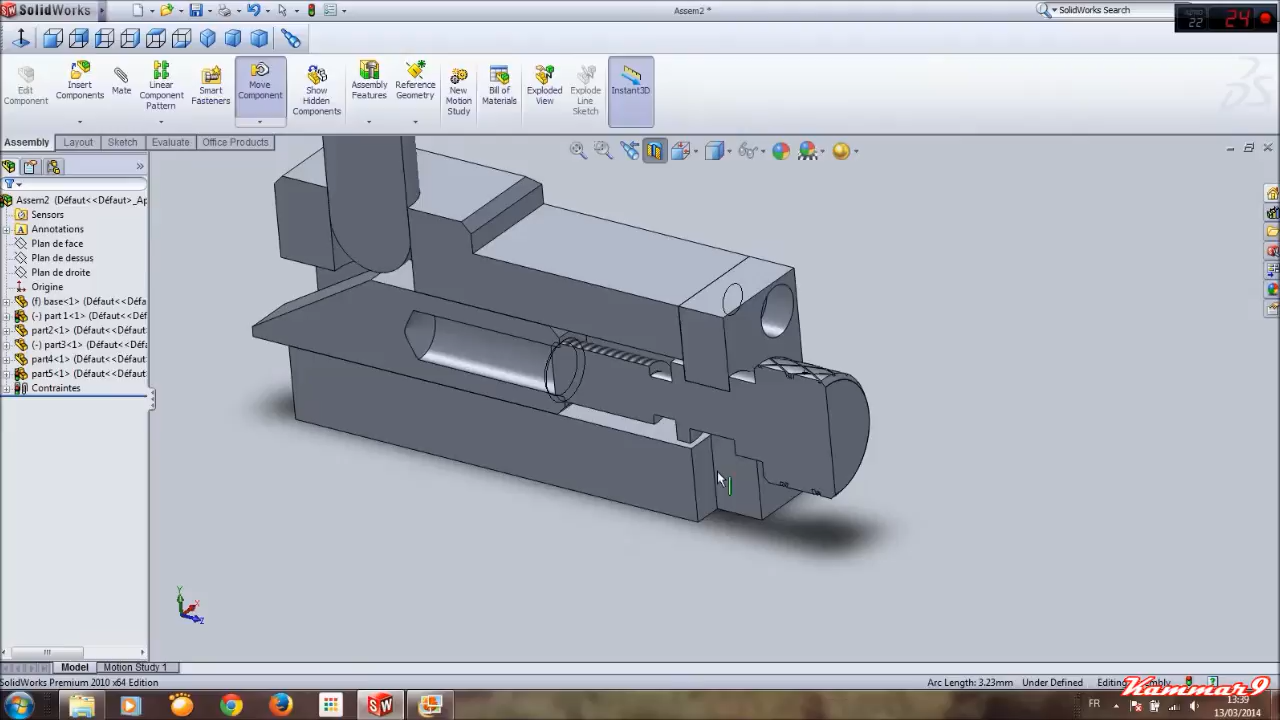 SolidWorks
Assem2 *
SolidWorks Search
22
24
Edit Component
Insert Components
Mate
Linear Component Pattern
Smart Fasteners
Move Component
Show Hidden Components
Assembly Features
Reference Geometry
New Motion Study
Bill of Materials
Exploded View
Explode Line Sketch
Instant3D
Assembly
Layout
Sketch
Evaluate
Office Products
Assem2 (Défaut<<Défaut>_Ap
Sensors
Annotations
Plan de face
Plan de dessus
Plan de droite
Origine
(f) base<1> (Défaut<<Défa
(-) part 1<1> (Défaut<<Dé
part2<1> (Défaut<<Défaut
(-) part3<1> (Défaut<<Déf
part4<1> (Défaut<<Défaut
part5<1> (Défaut<<Défaut
Contraintes
Y
X
Z
Model
Motion Study 1
SolidWorks Premium 2010 x64 Edition
Arc Length: 3.23mm
Under Defined
Kammar9
FR
13:39
13/03/2014